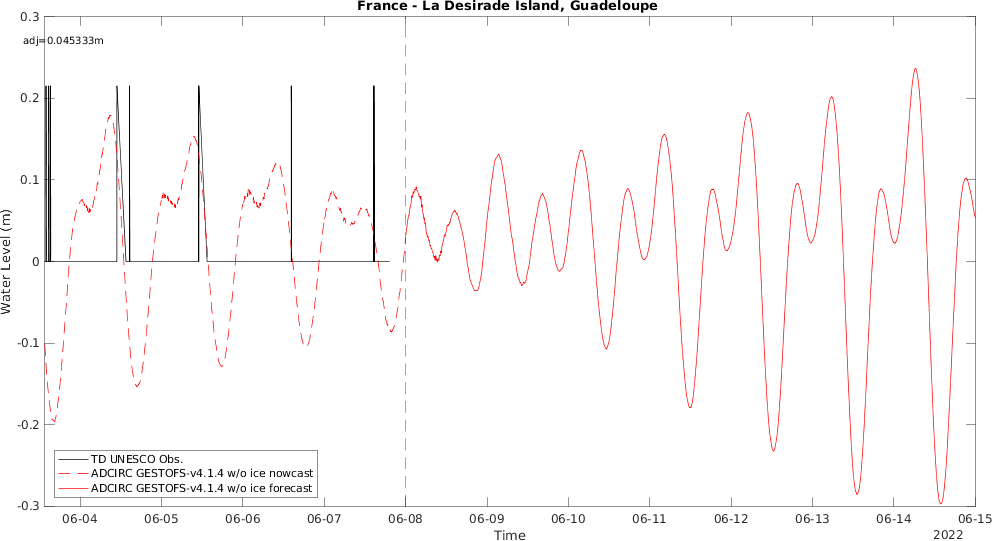 France - La Desirade Island, Guadeloupe
adj=0.045333m
0.3
0.2
0.1
0
-0.1
-0.2
-0.3
Water Level (m)
TD UNESCO Obs.
ADCIRC GESTOFS-v4.1.4 w/o ice nowcast
ADCIRC GESTOFS-v4.1.4 w/o ice forecast
06-04 06-05 06-06 06-07 06-08 06-09 06-10 06-11 06-12 06-13 06-14 06-15
Time
2022